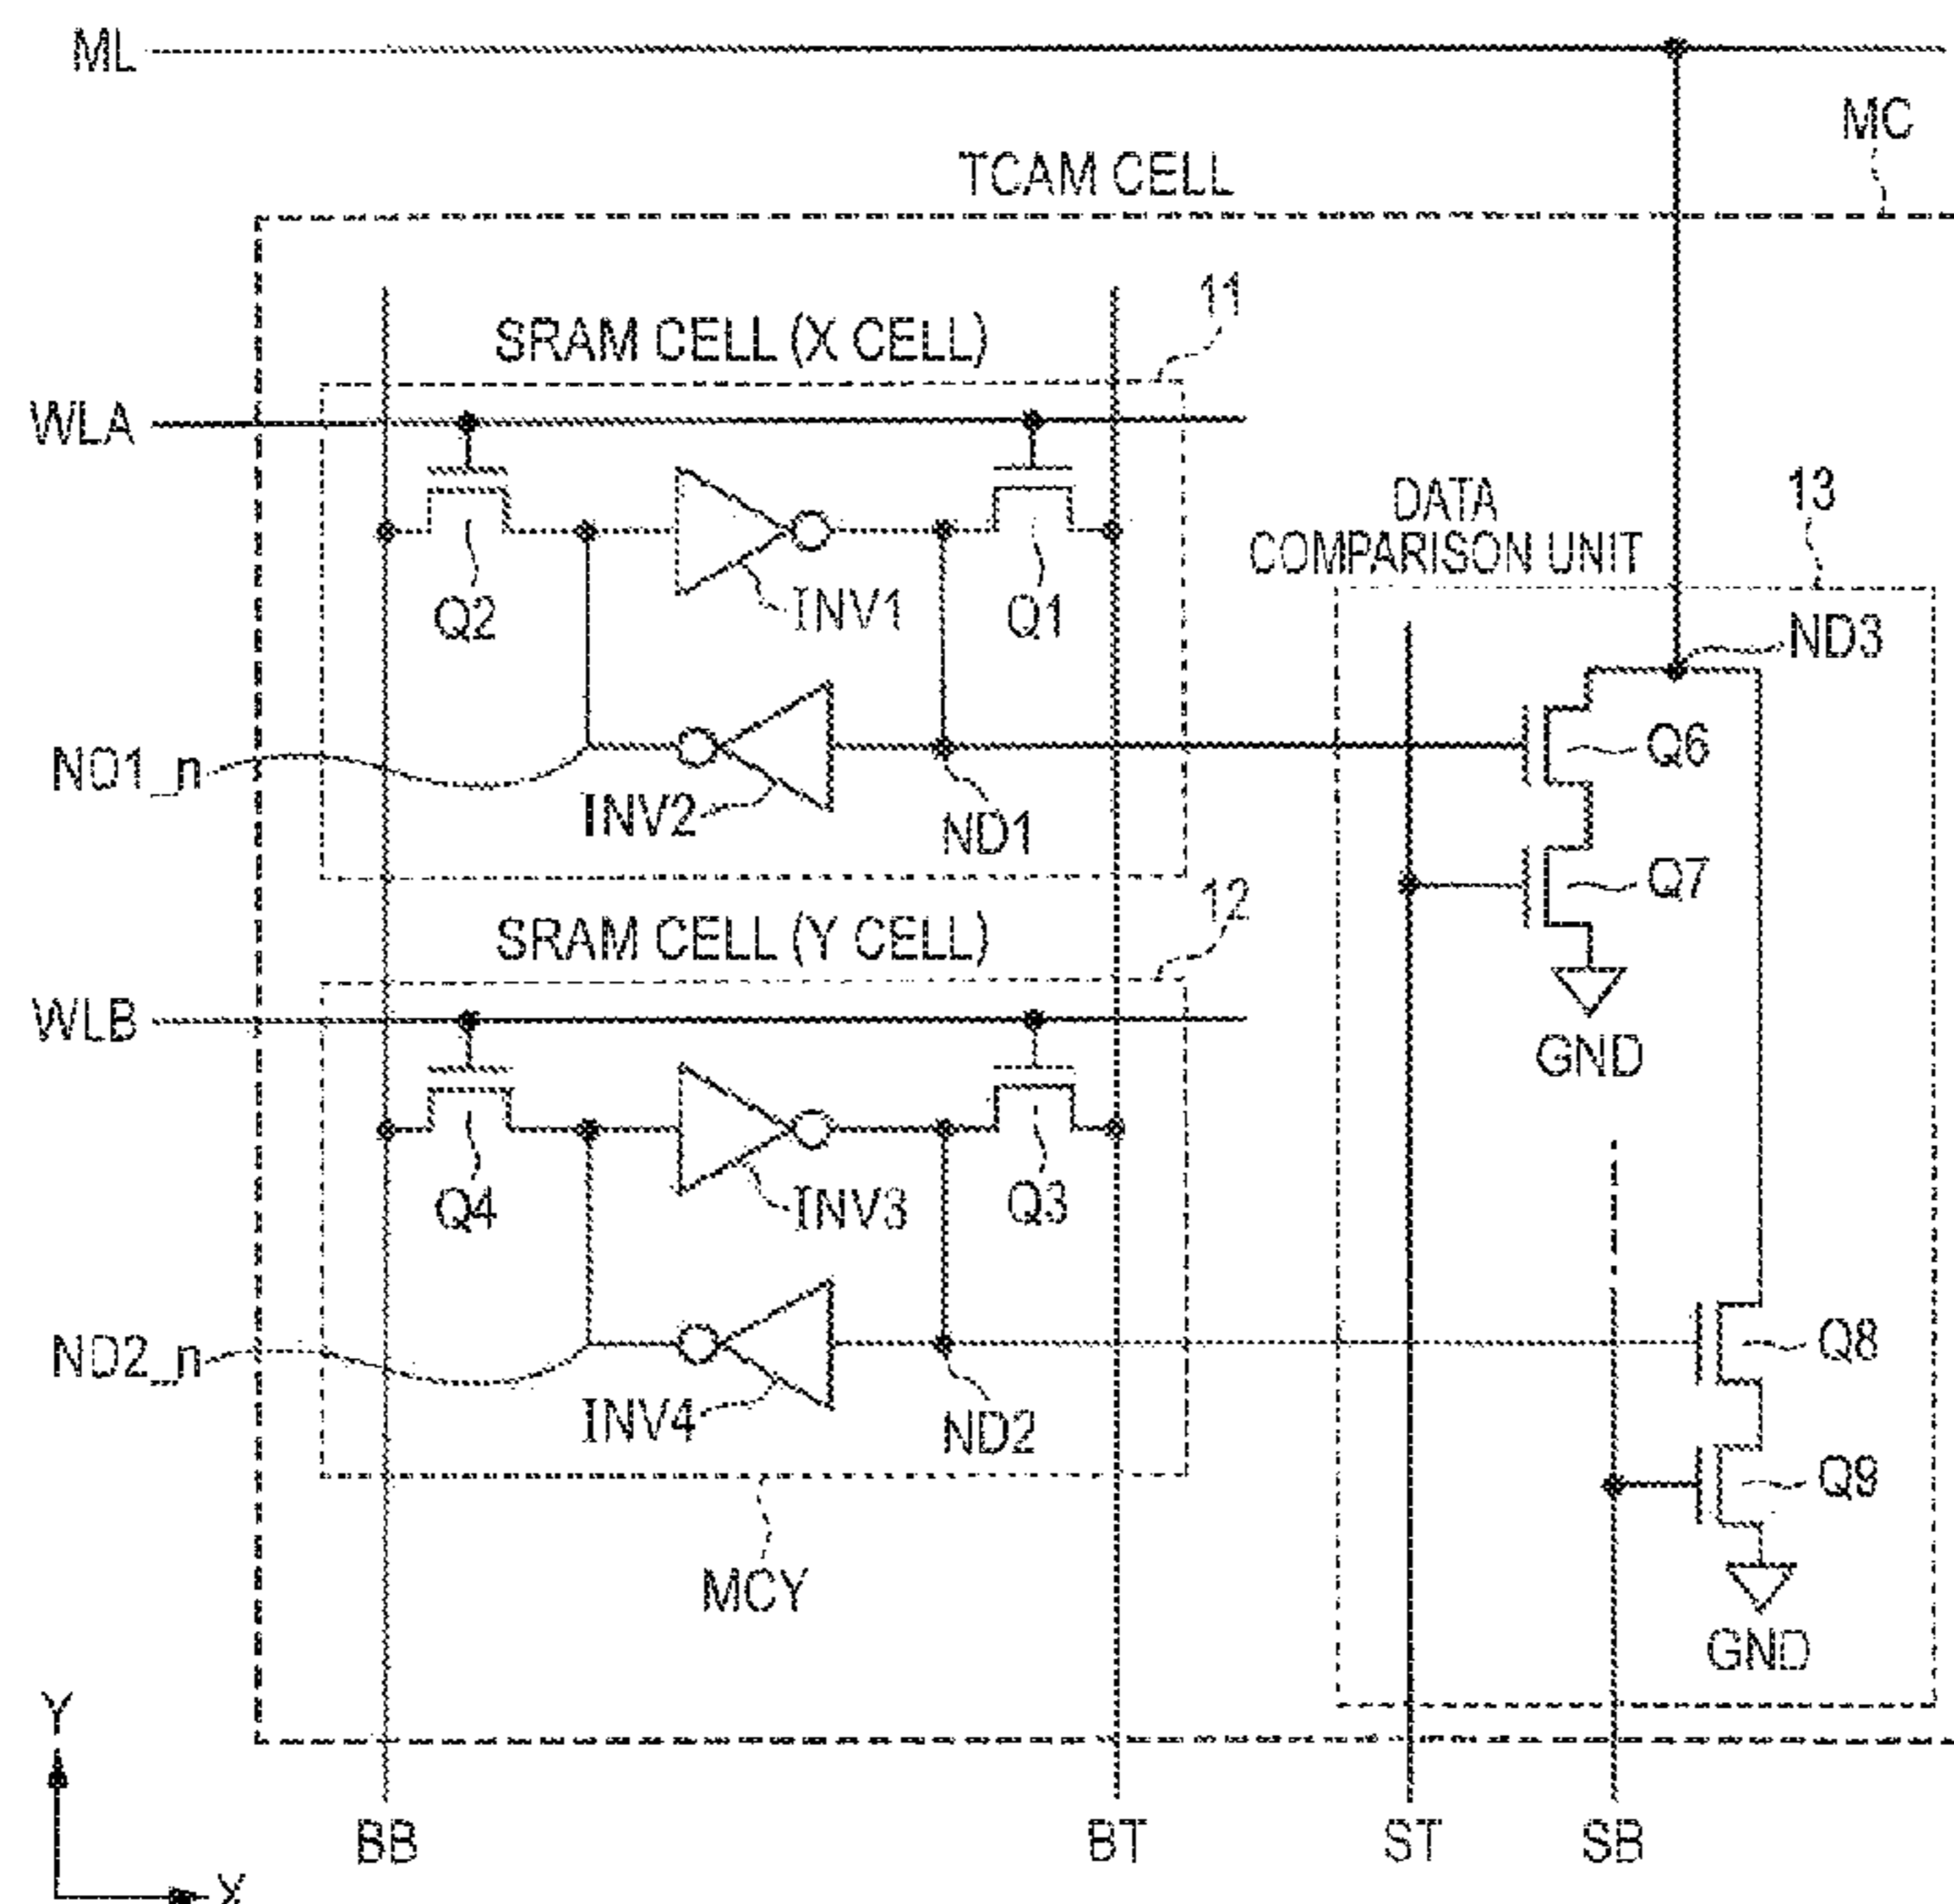 ML
MC
TCAM CELL
11
SRAM CELL (X CELL)
WLA
13
DATA
COMPARISON UNIT
Q2
INV1
Q1
ND3
NO1_n
Q6
INV2
ND1
Q7
12
SRAM CELL (Y CELL)
WLB
GND
Q4
INV3
Q3
ND2_n
Q8
INV4
ND2
Q9
MCY
GND
Y
X
BB
BT
ST
SB